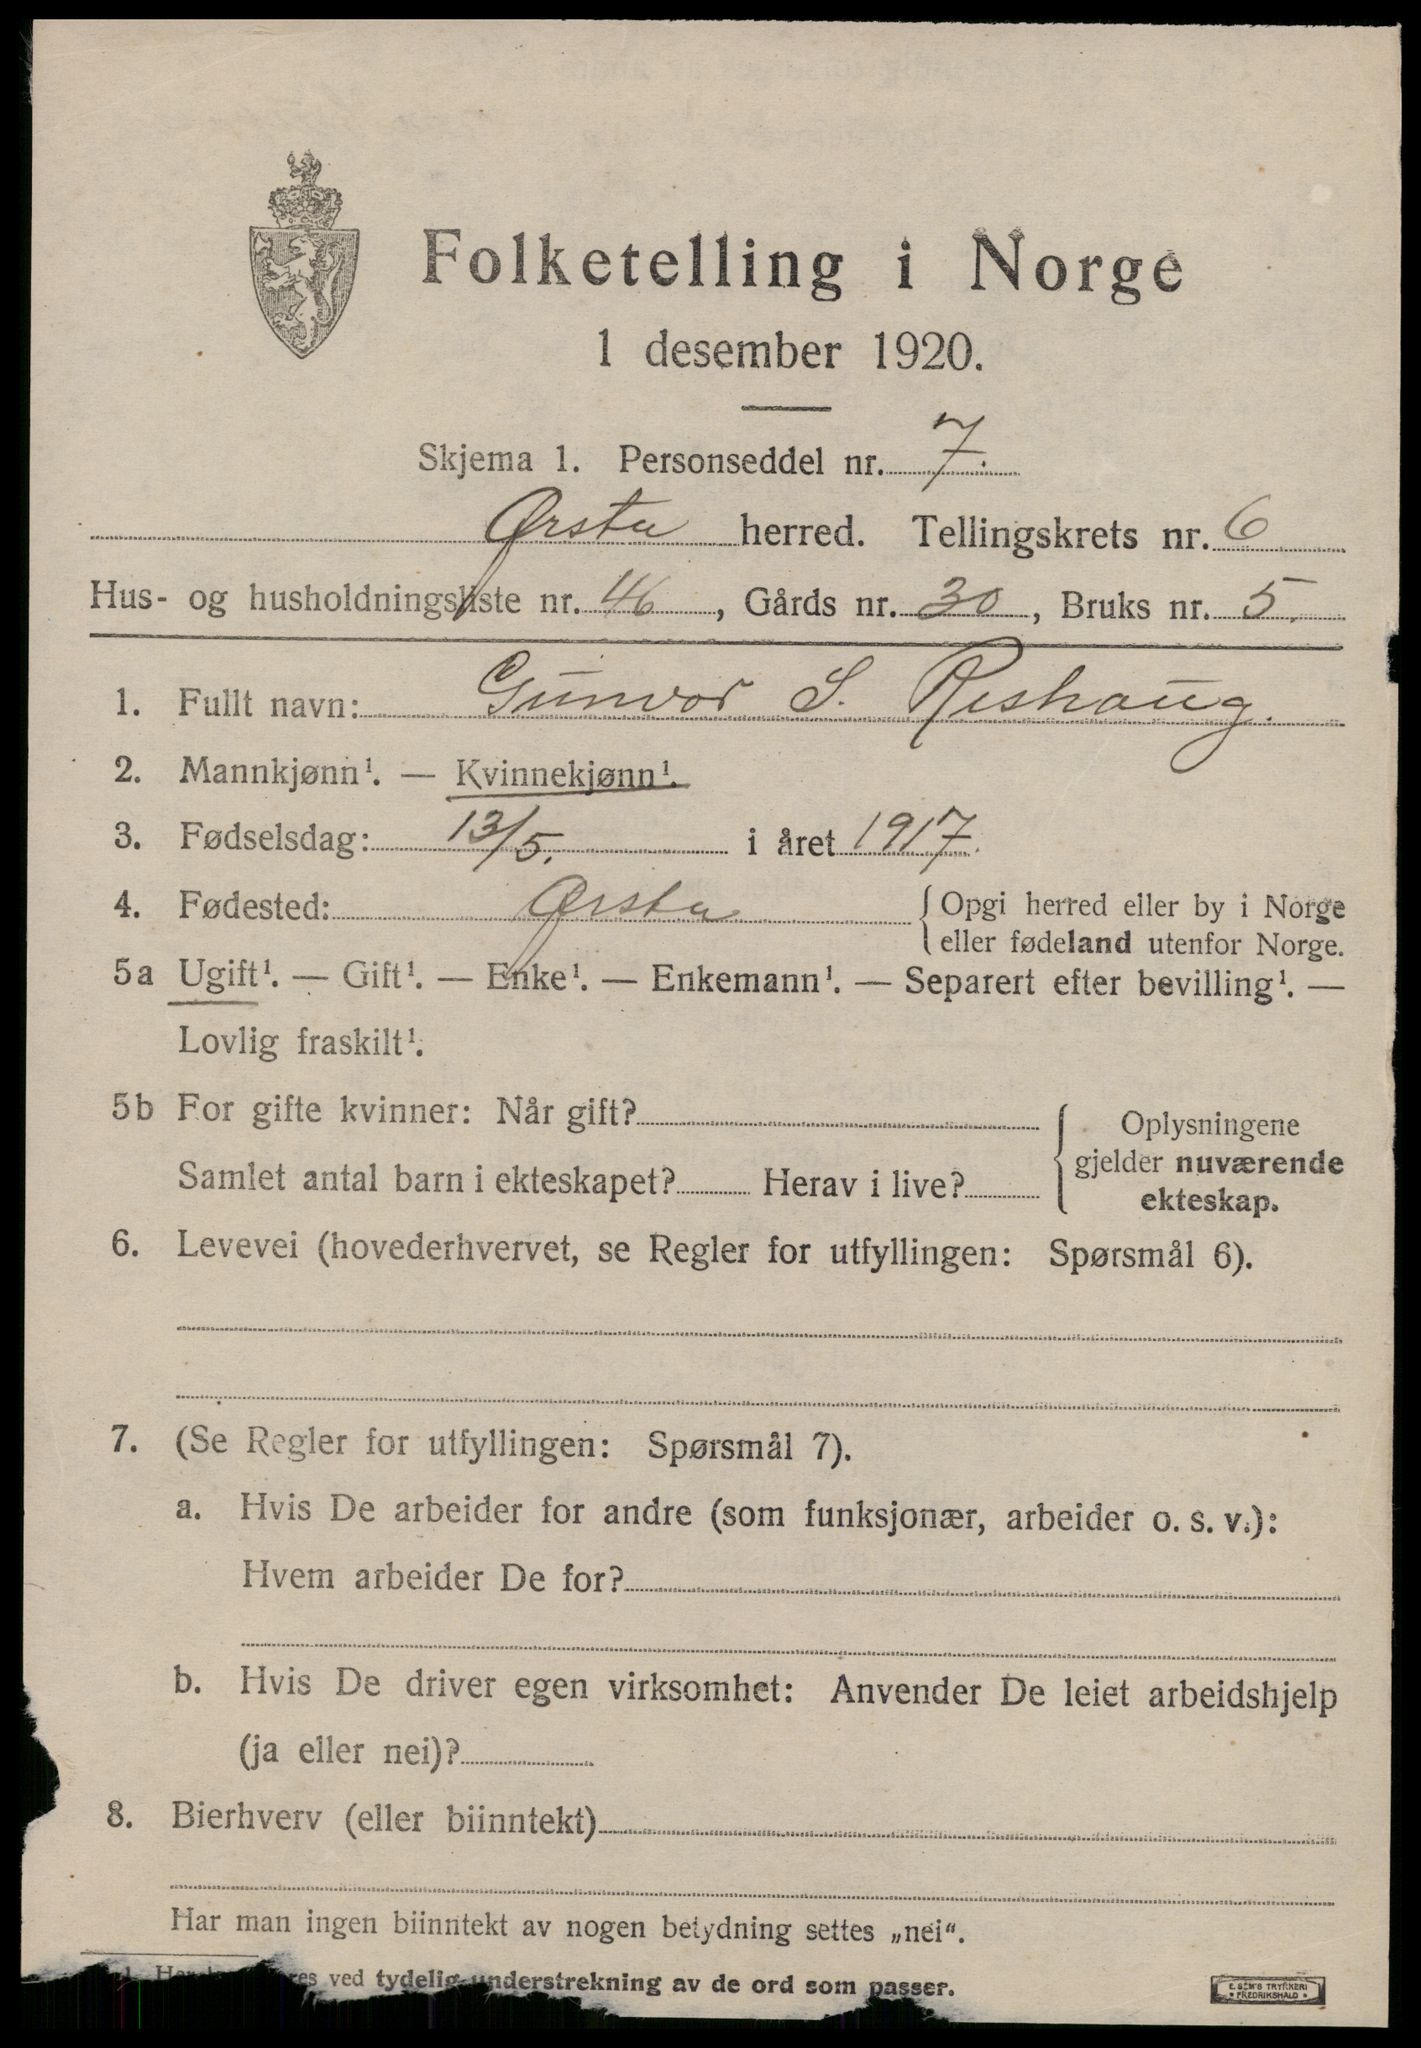 Folketelling i Norge
1 desember 1920.
Skjema 1. Personseddel nr. 7.
Ørsta herred. Tellingskrets nr. 6
Hus- og husholdningsliste nr. 46, Gårds nr. 30, Bruks nr. 5.
1. Fullt navn: Gunvor S. Rishaug.
2. Mannkjønn¹. — Kvinnekjønn¹.
3. Fødselsdag: 13/5. i året 1917.
4. Fødested: Ørsta { Opgi herred eller by i Norge
eller fødeland utenfor Norge.
5a Ugift¹. — Gift¹. — Enke¹. — Enkemann¹. — Separert efter bevilling¹. —
Lovlig fraskilt¹.
5b For gifte kvinner: Når gift? { Oplysningene
gjelder nuværende
Samlet antal barn i ekteskapet? Herav i live?
ekteskap.
6. Levevei (hovederhvervet, se Regler for utfyllingen: Spørsmål 6).
7. (Se Regler for utfyllingen: Spørsmål 7).
a. Hvis De arbeider for andre (som funksjonær, arbeider o. s. v.):
Hvem arbeider De for?
b. Hvis De driver egen virksomhet: Anvender De leiet arbeidshjelp
(ja eller nei)?
8. Bierhverv (eller biinntekt)
Har man ingen biinntekt av nogen betydning settes „nei“.
ved tydelig understrekning av de ord som passer.
E. SEM'S TRYKKERI
FREDRIKSHALD